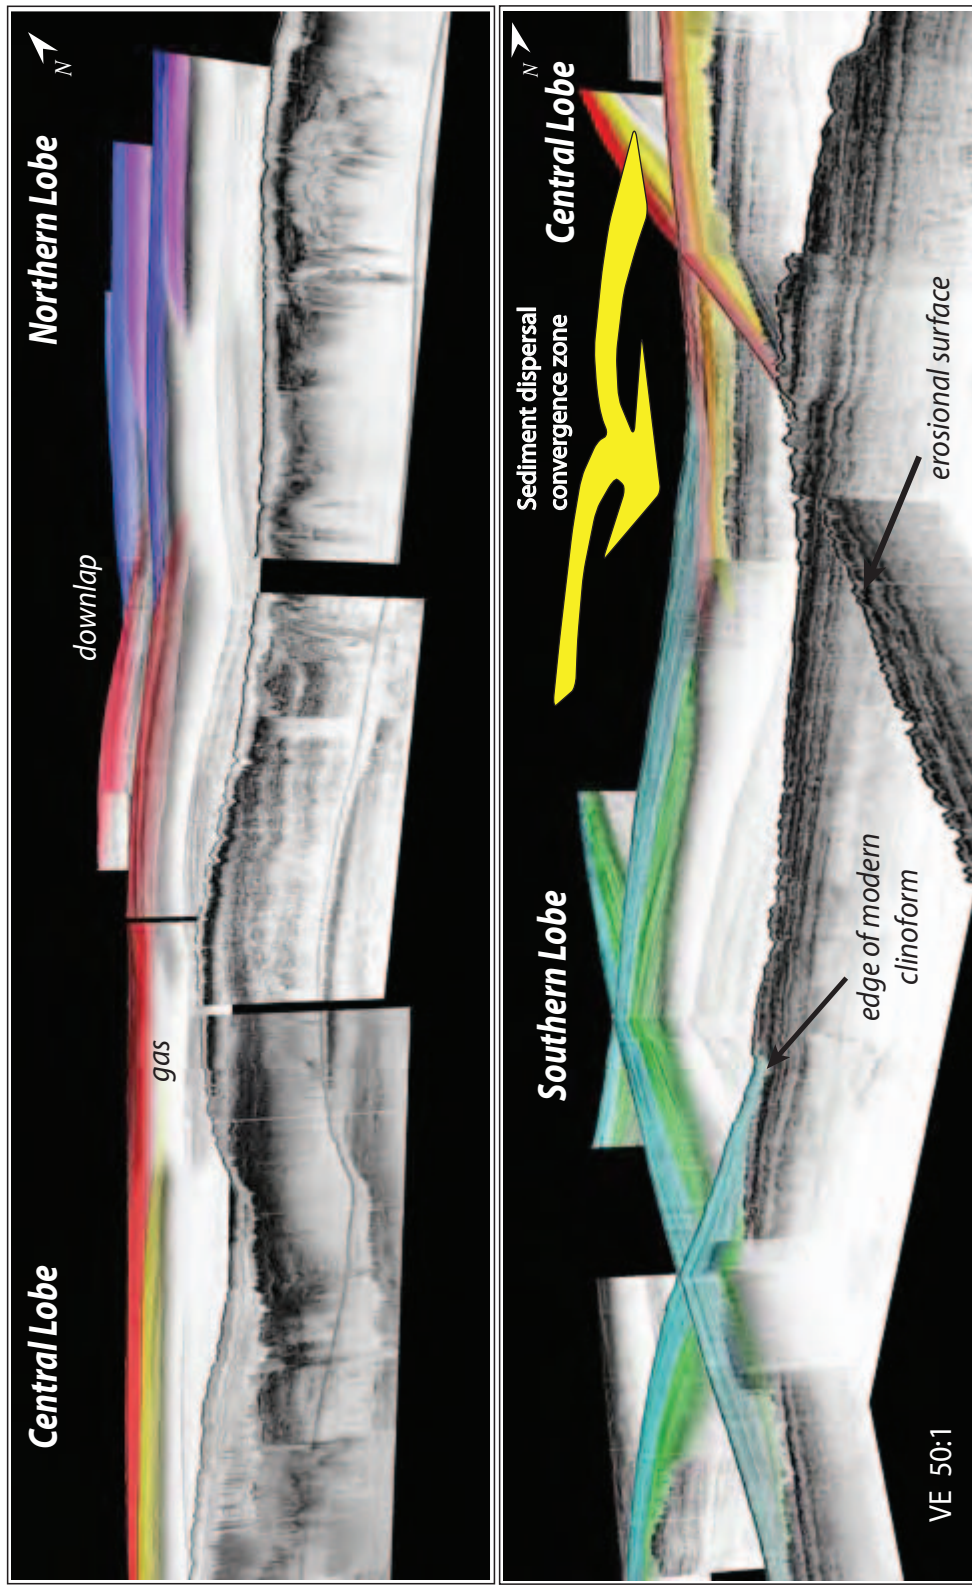 N
Northern Lobe
downlap
gas
Central Lobe
N
Central Lobe
Sediment dispersal
convergence zone
erosional surface
Southern Lobe
edge of modern
clinoform
VE 50:1